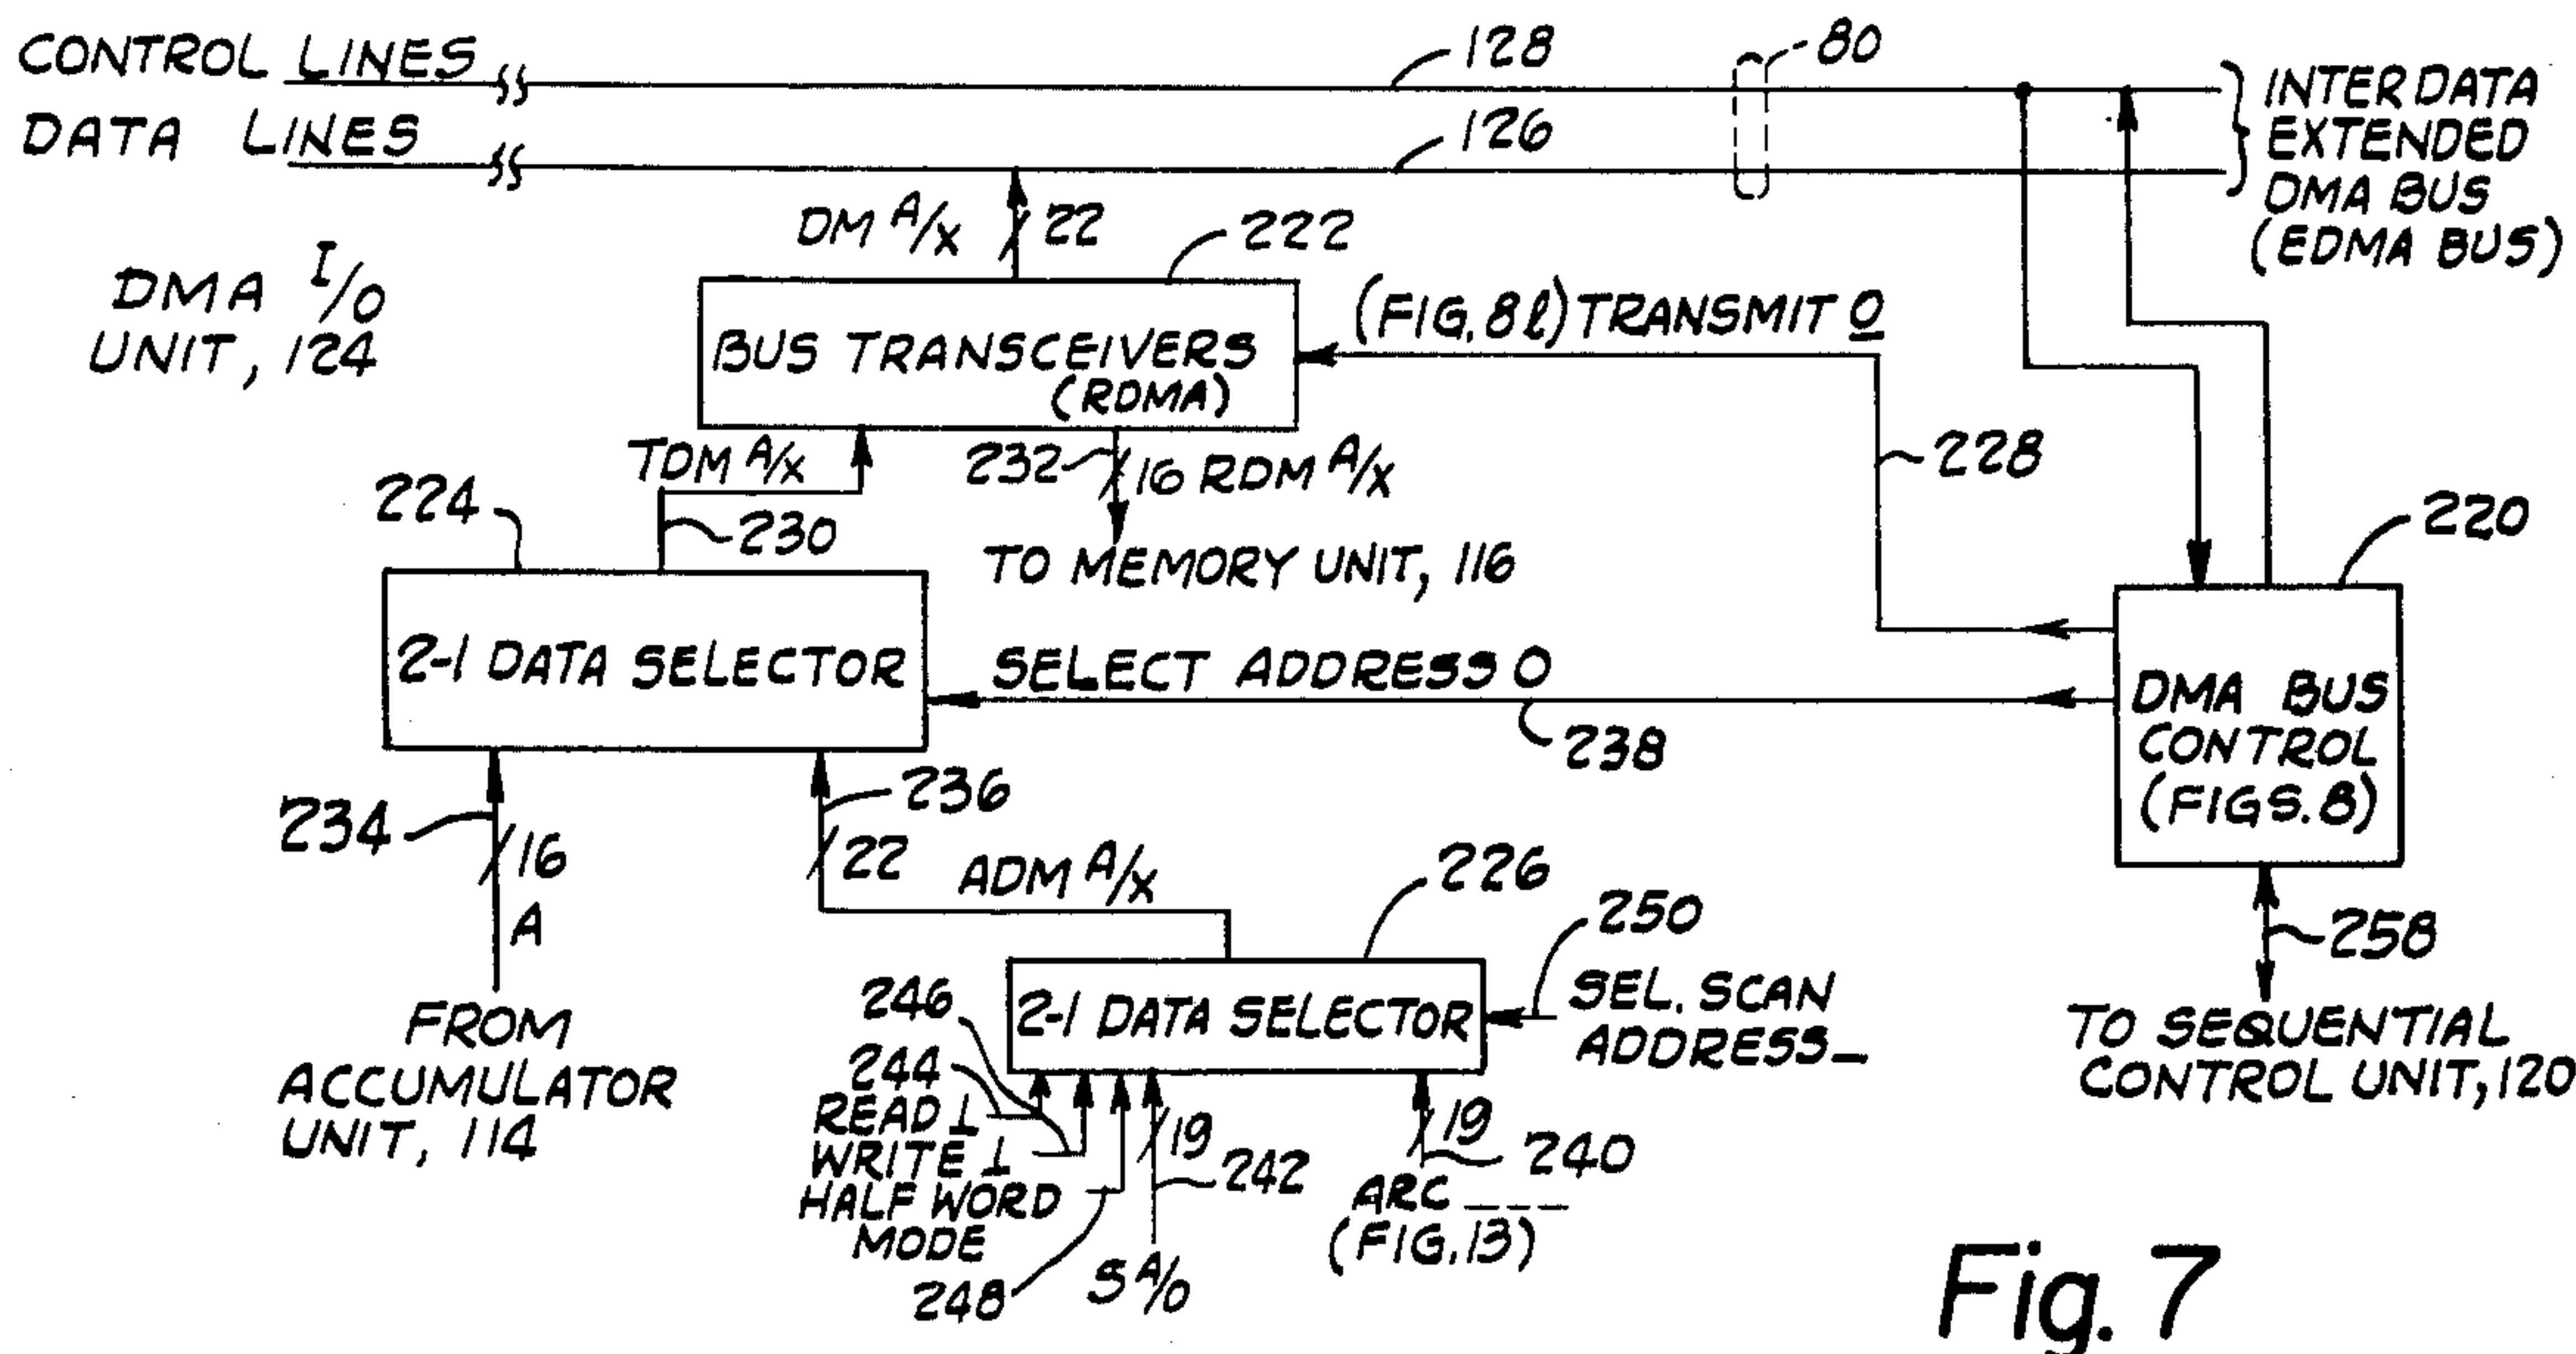 CONTROL LINES
DATA LINES
128
126
80
INTERDATA
EXTENDED
DMA BUS
(EDMA BUS)
DMA I/O
UNIT, 124
DM A/X
22
222
BUS TRANSCEIVERS
(RDMA)
(FIG. 8l) TRANSMIT 0
228
TDM A/X
230
232
16 RDM A/X
TO MEMORY UNIT, 116
224
2-1 DATA SELECTOR
SELECT ADDRESS 0
238
220
DMA BUS
CONTROL
(FIGS. 8)
234
16
A
FROM
ACCUMULATOR
UNIT, 114
236
22
ADM A/X
226
2-1 DATA SELECTOR
250
SEL. SCAN
ADDRESS_
258
TO SEQUENTIAL
CONTROL UNIT, 120
246
244
READ 1
WRITE 1
HALF WORD
MODE
248
19
242
S A/0
19
240
ARC _ _ _
(FIG. 13)
Fig. 7